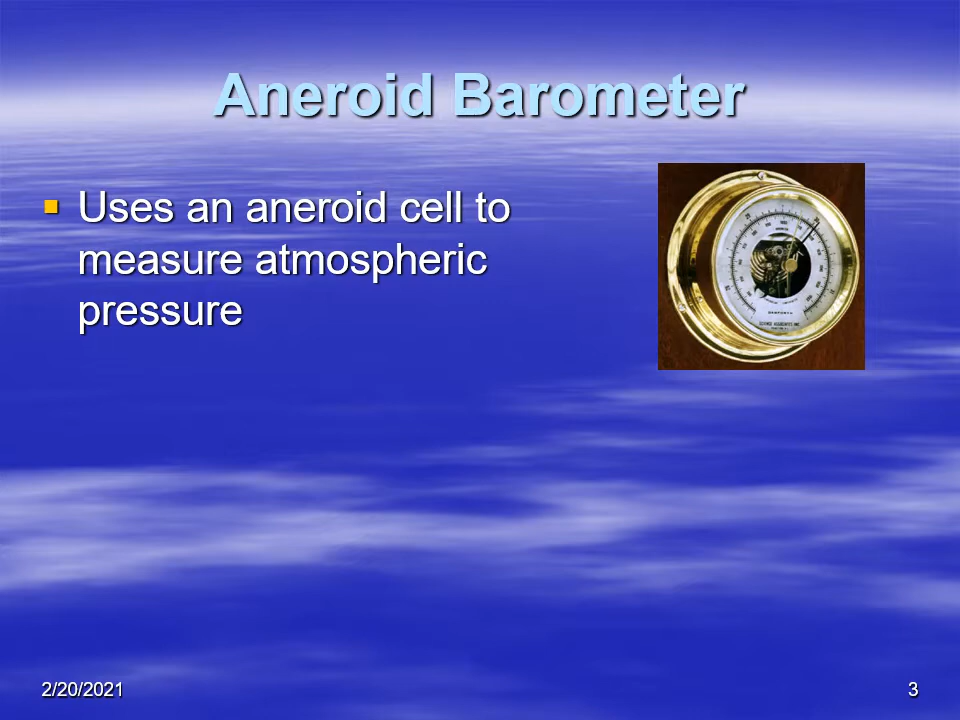 Aneroid Barometer
Uses an aneroid cell to
measure atmospheric
pressure
2/20/2021
3